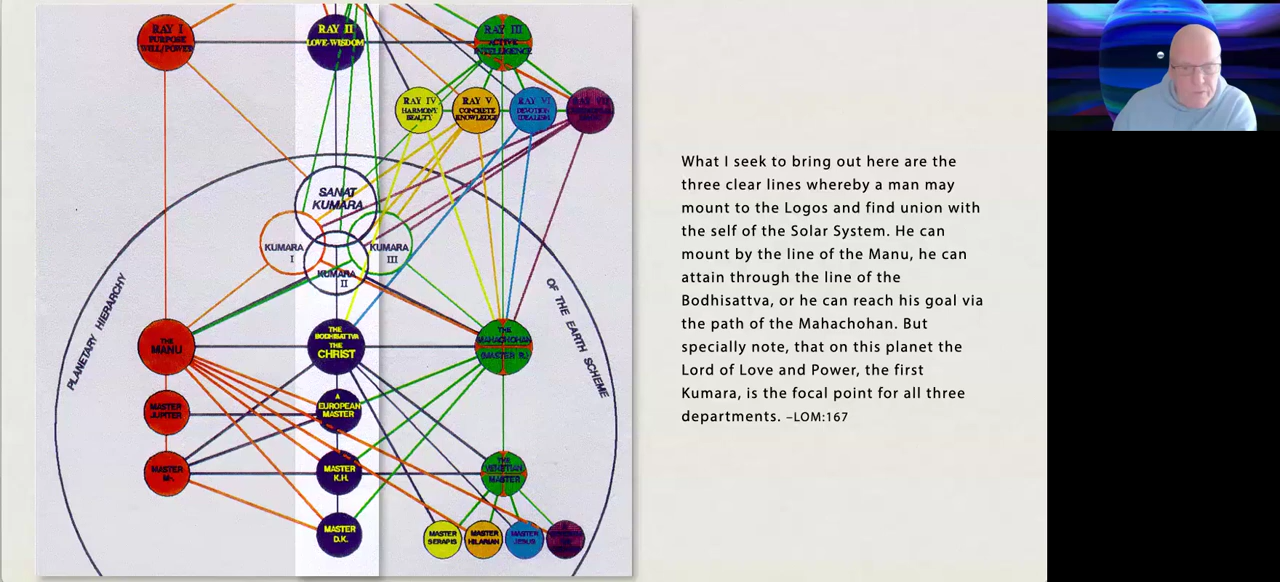 RAY I
PURPOSE
WILL/POWER
RAY II
LOVE-WISDOM
RAY III
ACTIVE
INTELLIGENCE
RAY IV
HARMONY
BEAUTY
RAY V
CONCRETE
KNOWLEDGE
RAY VI
DEVOTION
IDEALISM
SANAT
KUMARA
KUMARA
I
KUMARA
II
KUMARA
III
PLANETARY HIERARCHY
OF THE EARTH SCHEME
THE
MANU
THE
BODHISATTVA
THE
CHRIST
THE
MAHACHOHAN
(MASTER R.)
MASTER
JUPITER
A
EUROPEAN
MASTER
MASTER
M.
MASTER
K.H.
THE
VENETIAN
MASTER
MASTER
D.K.
MASTER
SERAPIS
MASTER
HILARIAN
MASTER
JESUS
What I seek to bring out here are the
three clear lines whereby a man may
mount to the Logos and find union with
the self of the Solar System. He can
mount by the line of the Manu, he can
attain through the line of the
Bodhisattva, or he can reach his goal via
the path of the Mahachohan. But
specially note, that on this planet the
Lord of Love and Power, the first
Kumara, is the focal point for all three
departments. –LOM:167